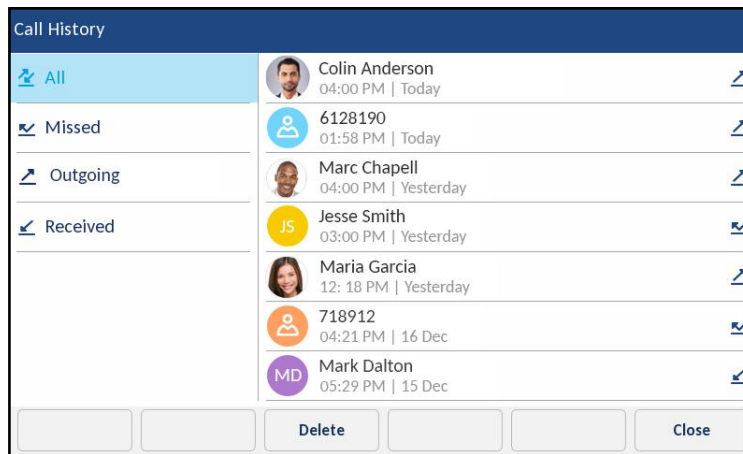 Call History
All
Missed
Outgoing
Received
Colin Anderson
04:00 PM | Today
6128190
01:58 PM | Today
Marc Chapell
04:00 PM | Yesterday
JS
Jesse Smith
03:00 PM | Yesterday
Maria Garcia
12: 18 PM | Yesterday
718912
04:21 PM | 16 Dec
MD
Mark Dalton
05:29 PM | 15 Dec
Delete
Close